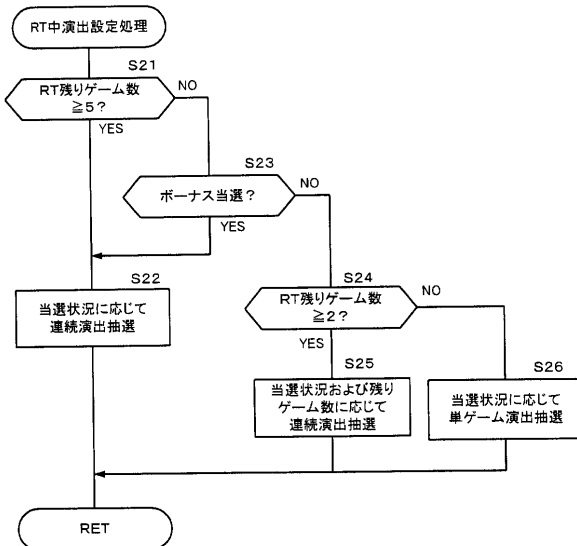 RT中演出設定処理
S21
RT残りゲーム数
≧5?
NO
YES
S23
ボーナス当選?
NO
YES
S22
当選状況に応じて
連続演出抽選
S24
RT残りゲーム数
≧2?
NO
YES
S25
当選状況および残り
ゲーム数に応じて
連続演出抽選
S26
当選状況に応じて
単ゲーム演出抽選
RET